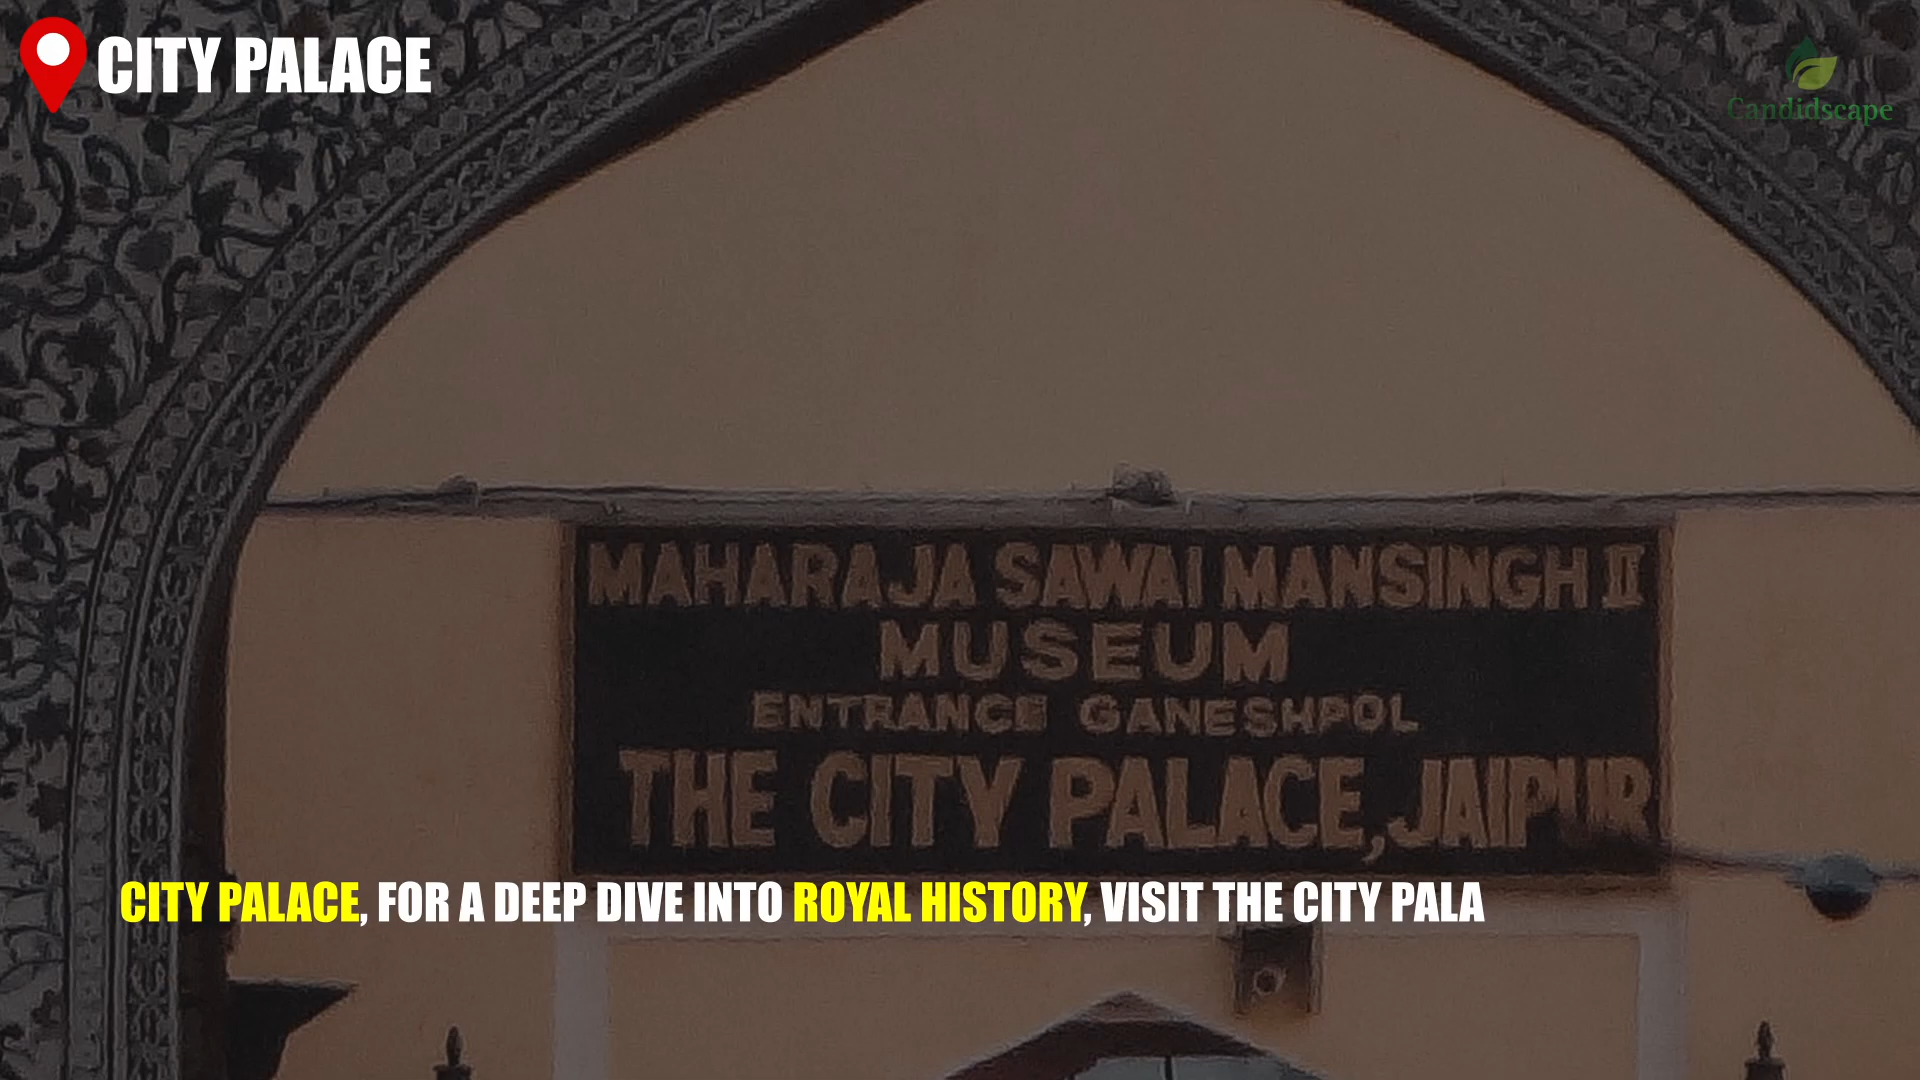 CITY PALACE
Candidscape
MAHARAJA SAWAI MANSINGH II
MUSEUM
ENTRANCE GANESHPOL
THE CITY PALACE, JAIPUR
CITY PALACE, FOR A DEEP DIVE INTO ROYAL HISTORY, VISIT THE CITY PALA